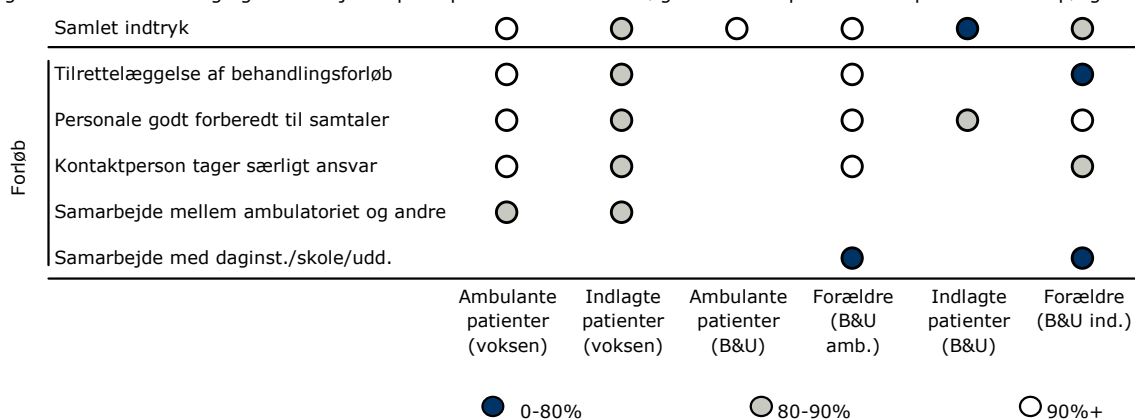 Samlet indtryk
Forløb
Tilrettelæggelse af behandlingsforløb
Personale godt forberedt til samtaler
Kontaktperson tager særligt ansvar
Samarbejde mellem ambulatoriet og andre
Samarbejde med daginst./skole/udd.
Ambulante patienter (voksen)
Indlagte patienter (voksen)
Ambulante patienter (B&U)
Forældre (B&U amb.)
Indlagte patienter (B&U)
Forældre (B&U ind.)
0-80%
80-90%
90%+